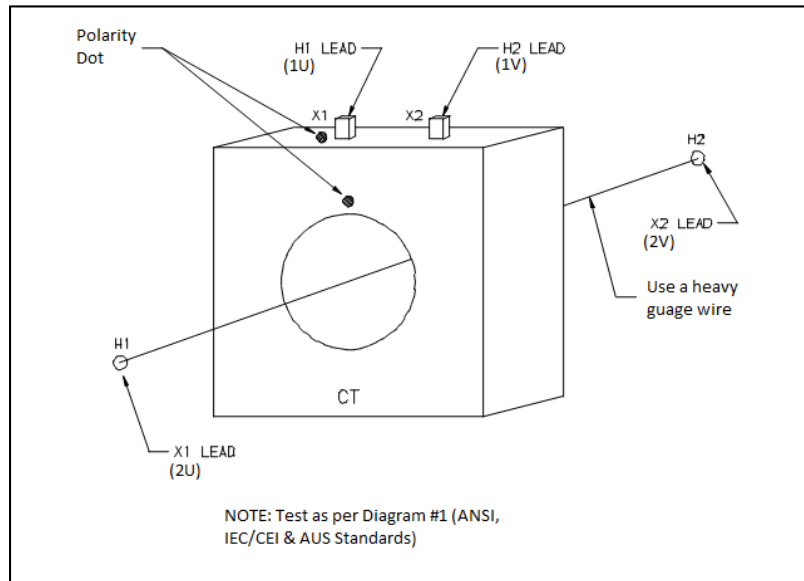 Polarity
Dot
H1 LEAD
(1U)
H2 LEAD
(1V)
X1
X2
H2
X2 LEAD
(2V)
Use a heavy
guage wire
H1
CT
X1 LEAD
(2U)
NOTE: Test as per Diagram #1 (ANSI,
IEC/CEI & AUS Standards)